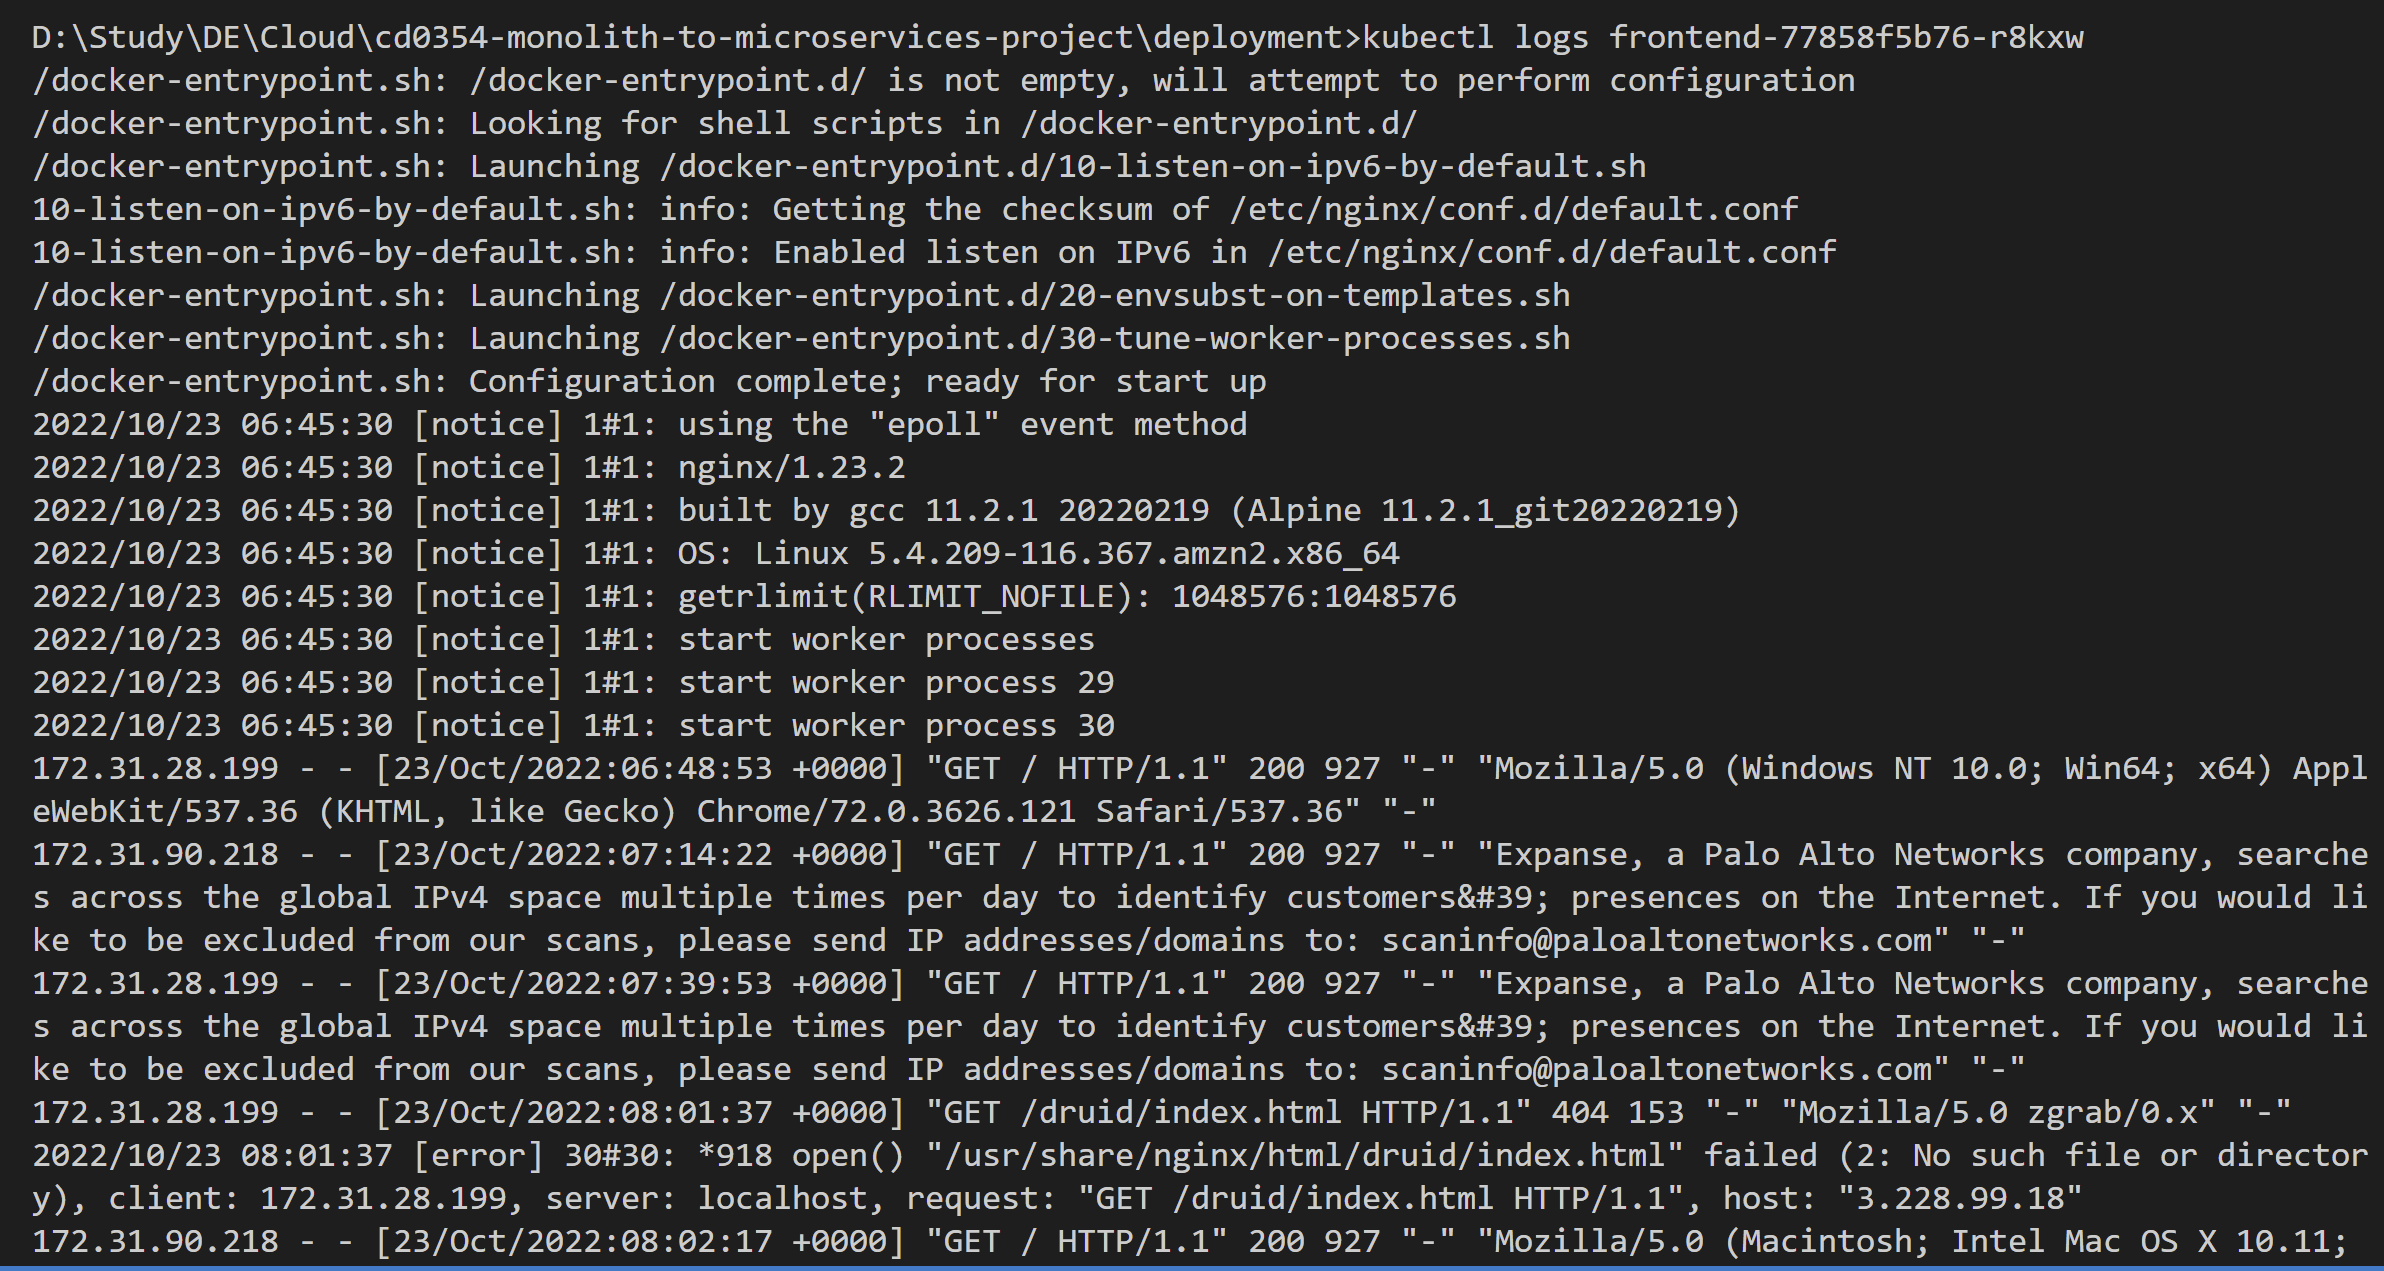 D:\Study\DE\Cloud\cd0354-monolith-to-microservices-project\deployment>kubectl logs frontend-77858f5b76-r8kxw
/docker-entrypoint.sh: /docker-entrypoint.d/ is not empty, will attempt to perform configuration
/docker-entrypoint.sh: Looking for shell scripts in /docker-entrypoint.d/
/docker-entrypoint.sh: Launching /docker-entrypoint.d/10-listen-on-ipv6-by-default.sh
10-listen-on-ipv6-by-default.sh: info: Getting the checksum of /etc/nginx/conf.d/default.conf
10-listen-on-ipv6-by-default.sh: info: Enabled listen on IPv6 in /etc/nginx/conf.d/default.conf
/docker-entrypoint.sh: Launching /docker-entrypoint.d/20-envsubst-on-templates.sh
/docker-entrypoint.sh: Launching /docker-entrypoint.d/30-tune-worker-processes.sh
/docker-entrypoint.sh: Configuration complete; ready for start up
2022/10/23 06:45:30 [notice] 1#1: using the "epoll" event method
2022/10/23 06:45:30 [notice] 1#1: nginx/1.23.2
2022/10/23 06:45:30 [notice] 1#1: built by gcc 11.2.1 20220219 (Alpine 11.2.1_git20220219)
2022/10/23 06:45:30 [notice] 1#1: OS: Linux 5.4.209-116.367.amzn2.x86_64
2022/10/23 06:45:30 [notice] 1#1: getrlimit(RLIMIT_NOFILE): 1048576:1048576
2022/10/23 06:45:30 [notice] 1#1: start worker processes
2022/10/23 06:45:30 [notice] 1#1: start worker process 29
2022/10/23 06:45:30 [notice] 1#1: start worker process 30
172.31.28.199 - - [23/Oct/2022:06:48:53 +0000] "GET / HTTP/1.1" 200 927 "-" "Mozilla/5.0 (Windows NT 10.0; Win64; x64) Appl
eWebKit/537.36 (KHTML, like Gecko) Chrome/72.0.3626.121 Safari/537.36" "-"
172.31.90.218 - - [23/Oct/2022:07:14:22 +0000] "GET / HTTP/1.1" 200 927 "-" "Expanse, a Palo Alto Networks company, searche
s across the global IPv4 space multiple times per day to identify customers&#39; presences on the Internet. If you would li
ke to be excluded from our scans, please send IP addresses/domains to: scaninfo@paloaltonetworks.com" "-"
172.31.28.199 - - [23/Oct/2022:07:39:53 +0000] "GET / HTTP/1.1" 200 927 "-" "Expanse, a Palo Alto Networks company, searche
s across the global IPv4 space multiple times per day to identify customers&#39; presences on the Internet. If you would li
ke to be excluded from our scans, please send IP addresses/domains to: scaninfo@paloaltonetworks.com" "-"
172.31.28.199 - - [23/Oct/2022:08:01:37 +0000] "GET /druid/index.html HTTP/1.1" 404 153 "-" "Mozilla/5.0 zgrab/0.x" "-"
2022/10/23 08:01:37 [error] 30#30: *918 open() "/usr/share/nginx/html/druid/index.html" failed (2: No such file or director
y), client: 172.31.28.199, server: localhost, request: "GET /druid/index.html HTTP/1.1", host: "3.228.99.18"
172.31.90.218 - - [23/Oct/2022:08:02:17 +0000] "GET / HTTP/1.1" 200 927 "-" "Mozilla/5.0 (Macintosh; Intel Mac OS X 10.11;